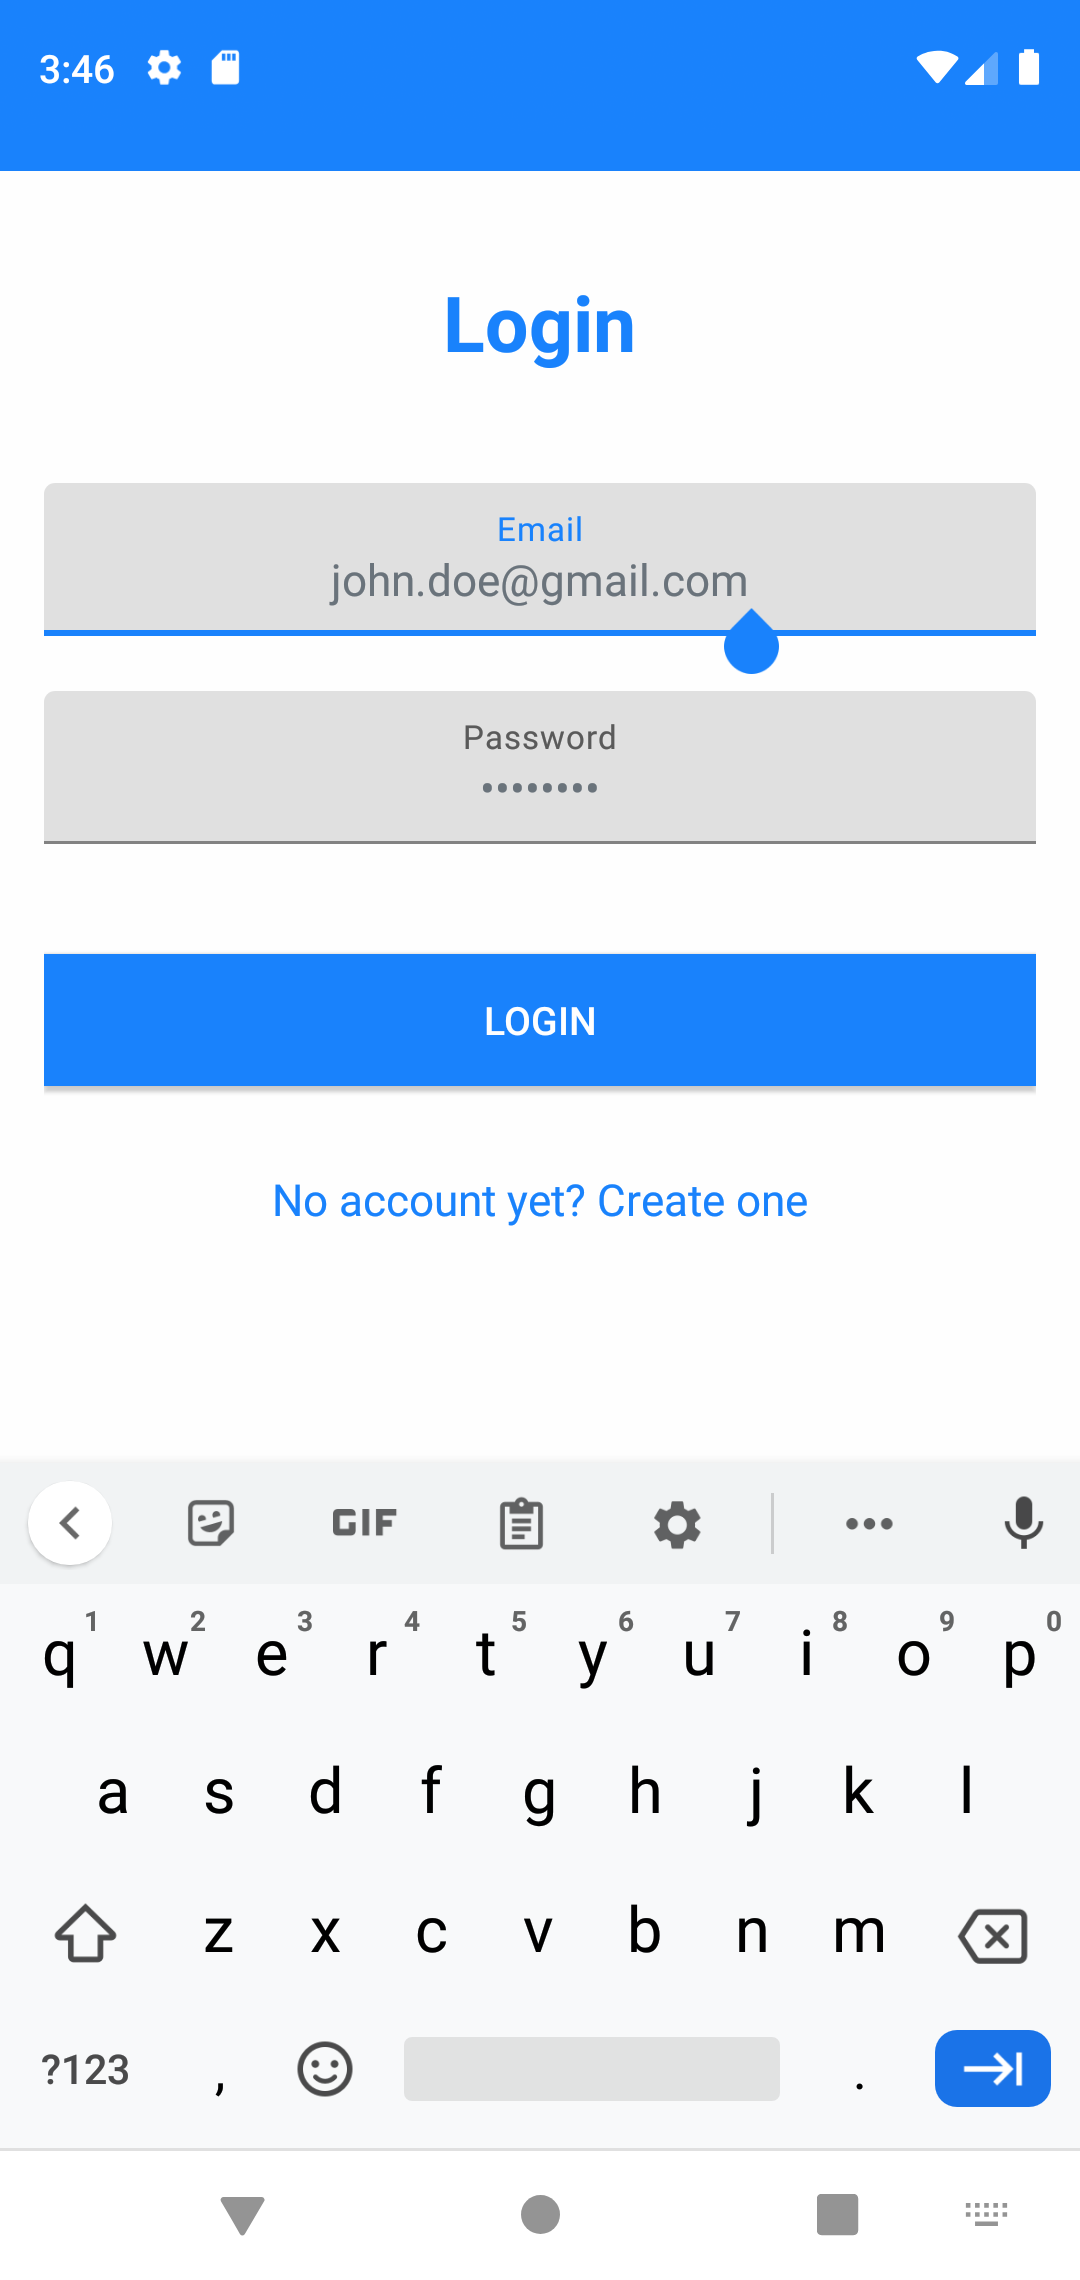 3:46
Login
Email
john.doe@gmail.com
Password
••••••••
LOGIN
No account yet? Create one
GIF
1 2 3 4 5 6 7 8 9 0
q w e r t y u i o p
a s d f g h j k l
z x c v b n m
?123 , .